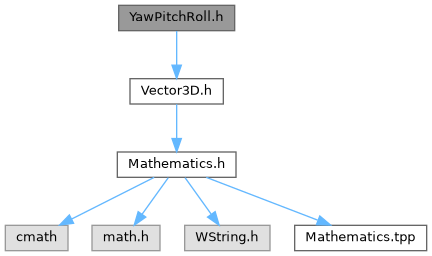 YawPitchRoll.h
Vector3D.h
Mathematics.h
cmath
math.h
WString.h
Mathematics.tpp